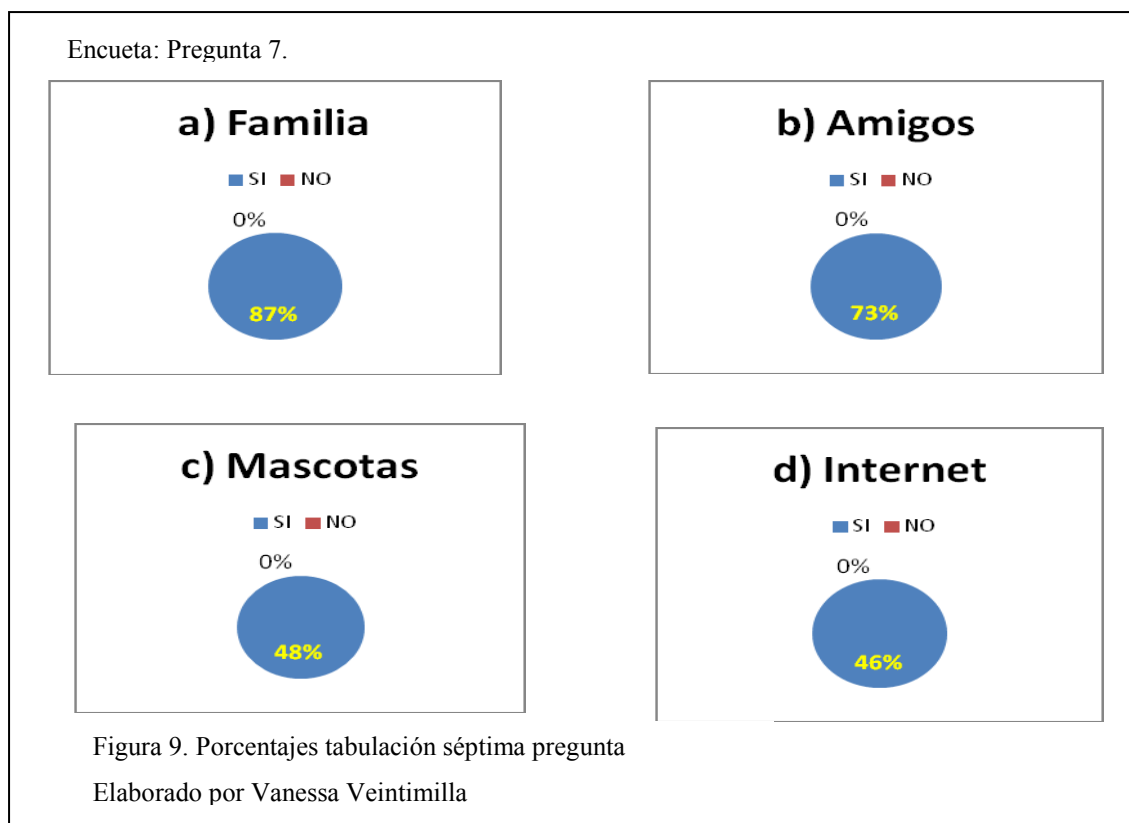 Encueta: Pregunta 7.
a) Familia
SI NO
0%
87%
b) Amigos
SI NO
0%
73%
c) Mascotas
SI NO
0%
48%
d) Internet
SI NO
0%
46%
Figura 9. Porcentajes tabulación séptima pregunta
Elaborado por Vanessa Veintimilla